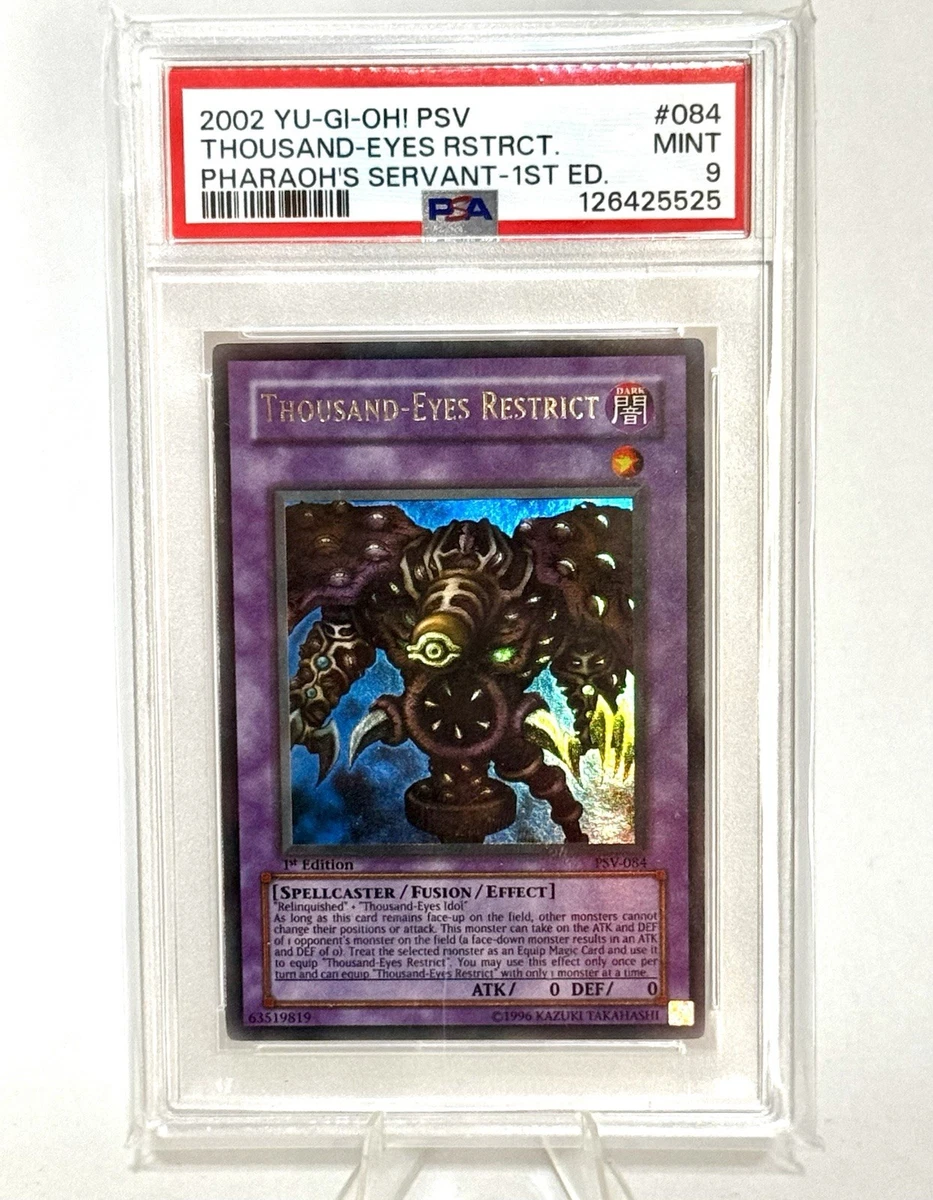 2002 YU-GI-OH! PSV #084
THOUSAND-EYES RSTRCT. MINT
PHARAOH'S SERVANT-1ST ED. 9
PSA 126425525
THOUSAND-EYES RESTRICT DARK 闇
1st Edition PSV-084
[SPELLCASTER / FUSION / EFFECT]
"Relinquished" • "Thousand-Eyes Idol"
As long as this card remains face-up on the field, other monsters cannot
change their positions or attack. This monster can take on the ATK and DEF
of 1 opponent's monster on the field (a face-down monster results in an ATK
and DEF of 0). Treat the selected monster as an Equip Magic Card and use it
to equip "Thousand-Eyes Restrict". You may use this effect only once per
turn and can equip "Thousand-Eyes Restrict" with only 1 monster at a time.
ATK/ 0 DEF/ 0
63519819 ©1996 KAZUKI TAKAHASHI